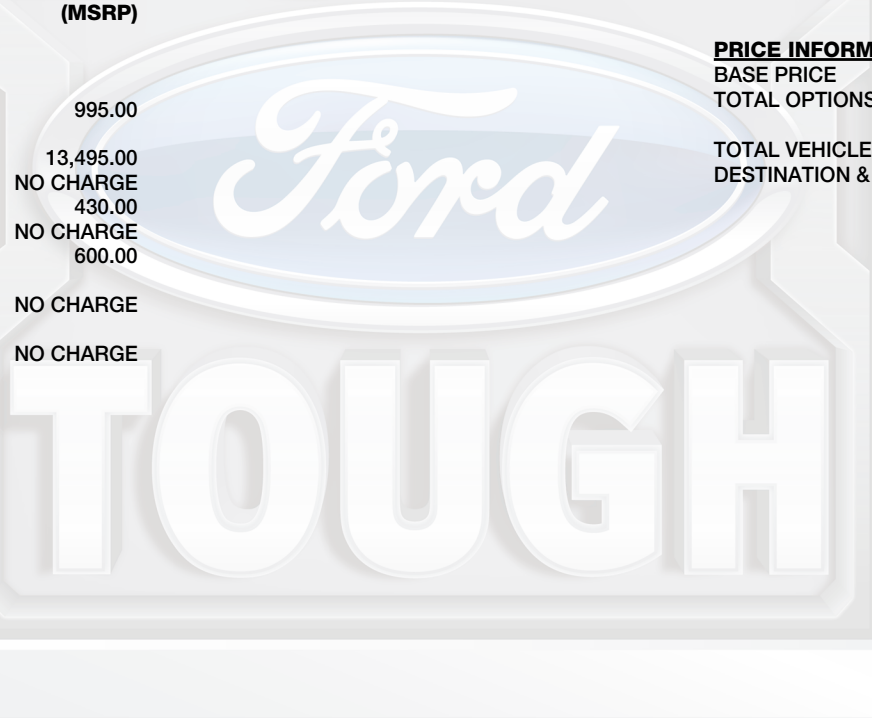 (MSRP)
995.00
13,495.00
NO CHARGE
430.00
NO CHARGE
600.00
NO CHARGE
NO CHARGE
PRICE INFORM
BASE PRICE
TOTAL OPTIONS
TOTAL VEHICLE
DESTINATION &
Ford
TOUGH